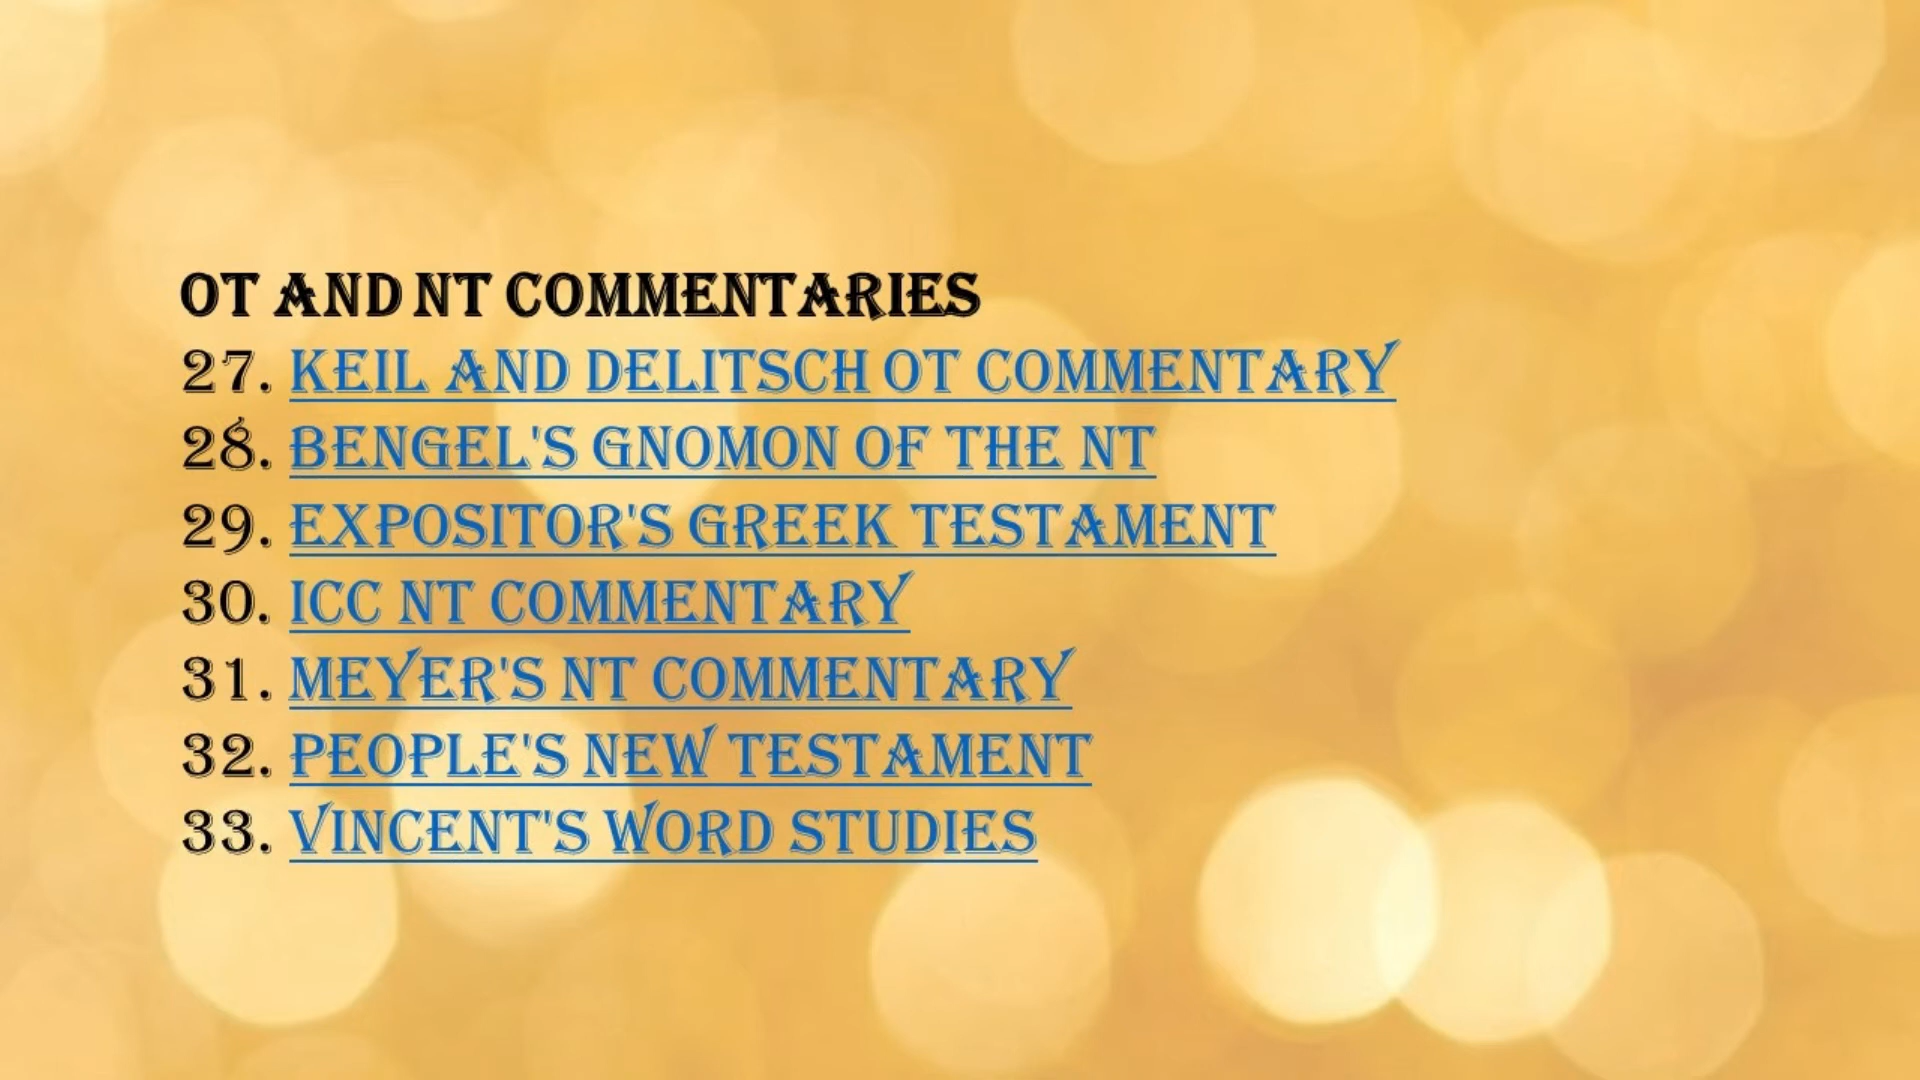 OT AND NT COMMENTARIES
27. KEIL AND DELITSCH OT COMMENTARY
28. BENGEL'S GNOMON OF THE NT
29. EXPOSITOR'S GREEK TESTAMENT
30. ICC NT COMMENTARY
31. MEYER'S NT COMMENTARY
32. PEOPLE'S NEW TESTAMENT
33. VINCENT'S WORD STUDIES